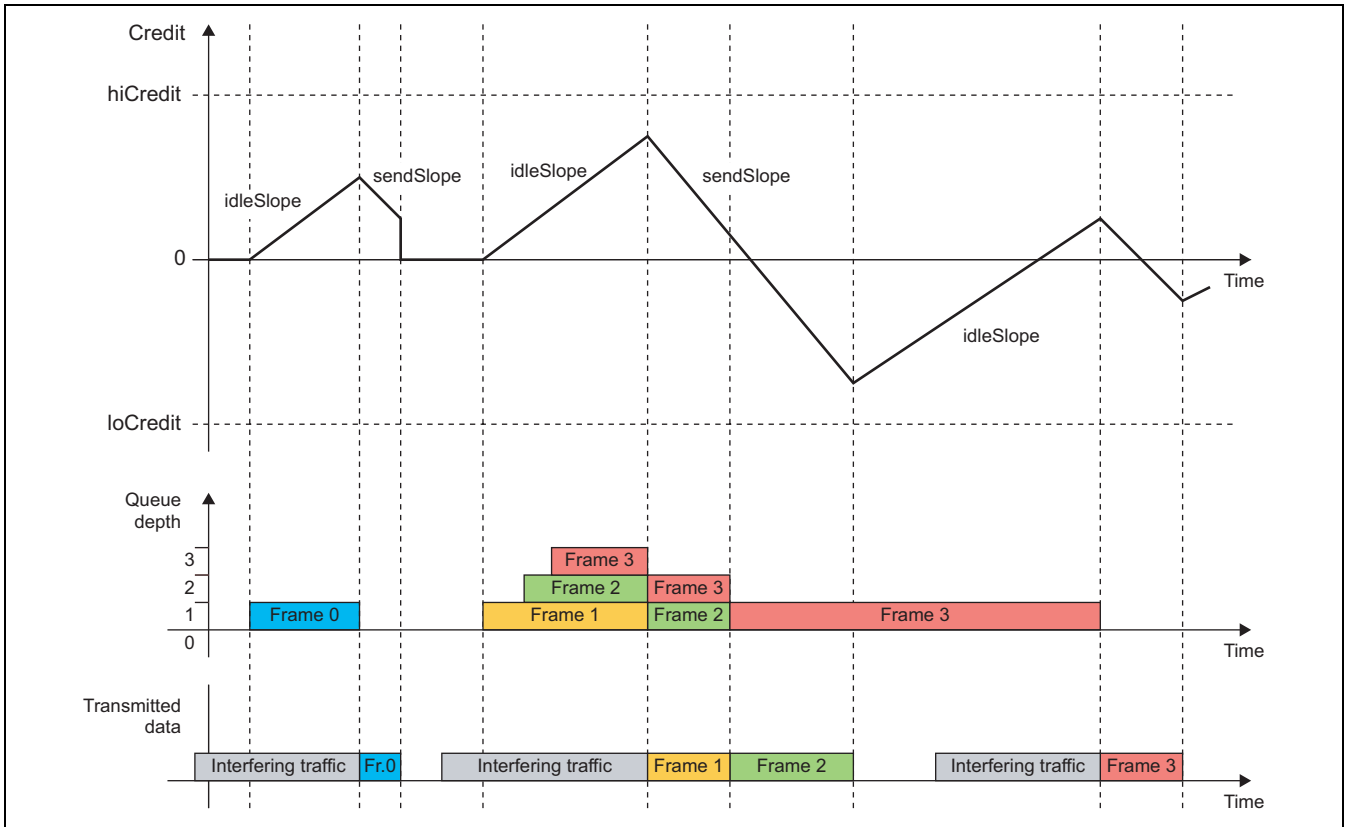 Credit
hiCredit
idleSlope
sendSlope
idleSlope
sendSlope
0
Time
idleSlope
loCredit
Queue
depth
3
Frame 3
2
Frame 2
Frame 3
1
Frame 0
Frame 1
Frame 2
Frame 3
0
Time
Transmitted
data
Interfering traffic
Fr.0
Interfering traffic
Frame 1
Frame 2
Interfering traffic
Frame 3
Time